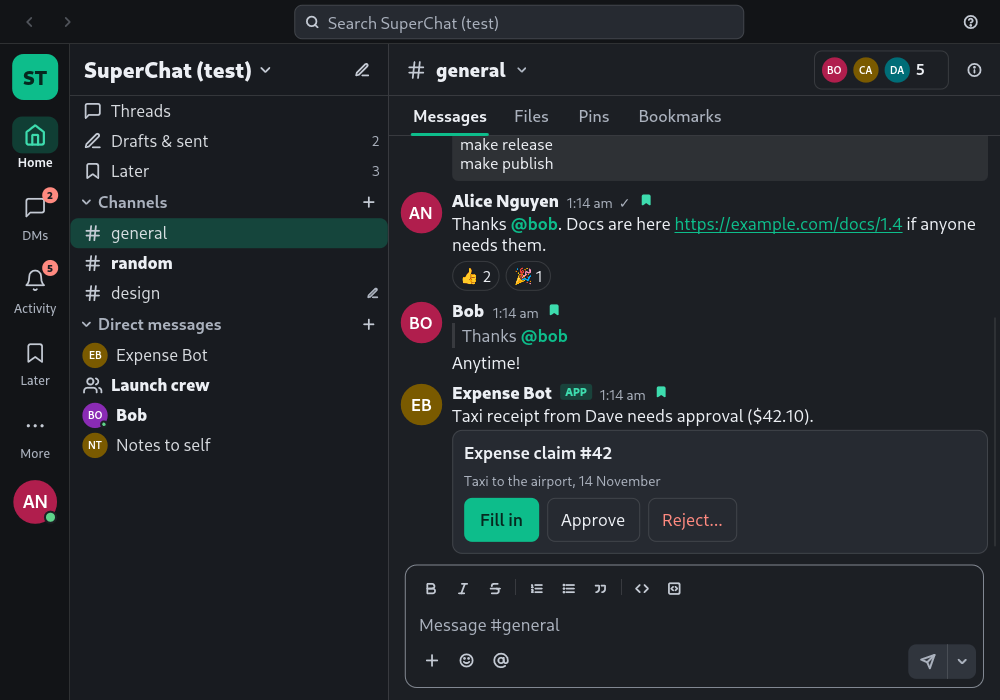 Search SuperChat (test)
ST
Home
2
DMs
5
Activity
Later
More
AN
SuperChat (test)
Threads
Drafts & sent 2
Later 3
Channels
general
random
design
Direct messages
EB Expense Bot
Launch crew
BO Bob
NT Notes to self
# general
BO CA DA 5
Messages Files Pins Bookmarks
make release
make publish
AN Alice Nguyen 1:14 am ✓
Thanks @bob. Docs are here https://example.com/docs/1.4 if anyone
needs them.
👍 2 🎉 1
BO Bob 1:14 am
Thanks @bob
Anytime!
EB Expense Bot APP 1:14 am
Taxi receipt from Dave needs approval ($42.10).
Expense claim #42
Taxi to the airport, 14 November
Fill in Approve Reject...
Message #general